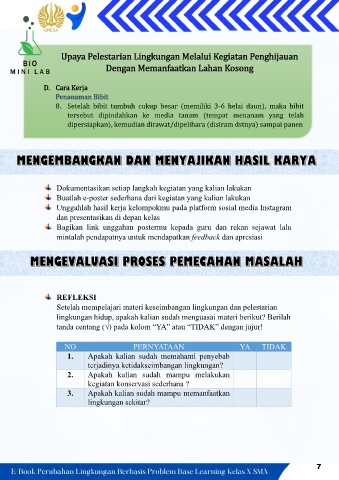 UNESA
BIO
MINI LAB
Upaya Pelestarian Lingkungan Melalui Kegiatan Penghijauan
Dengan Memanfaatkan Lahan Kosong
D. Cara Kerja
Penanaman Bibit
8. Setelah bibit tumbuh cukup besar (memiliki 3-6 helai daun), maka bibit
tersebut dipindahkan ke media tanam (tempat menanam yang telah
dipersiapkan), kemudian dirawat/dipelihara (disiram dstnya) sampai panen
MENGEMBANGKAN DAN MENYAJIKAN HASIL KARYA
Dokumentasikan setiap langkah kegiatan yang kalian lakukan
Buatlah e-poster sederhana dari kegiatan yang kalian lakukan
Unggahlah hasil kerja kelompokmu pada platform sosial media Instagram
dan presentasikan di depan kelas
Bagikan link unggahan postermu kepada guru dan rekan sejawat lalu
mintalah pendapatnya untuk mendapatkan feedback dan apresiasi
MENGEVALUASI PROSES PEMECAHAN MASALAH
REFLEKSI
Setelah mempelajari materi keseimbangan lingkungan dan pelestarian
lingkungan hidup, apakah kalian sudah menguasai materi berikut? Berilah
tanda centang (√) pada kolom “YA” atau “TIDAK” dengan jujur!
NO PERNYATAAN YA TIDAK
1. Apakah kalian sudah memahami penyebab
terjadinya ketidakseimbangan lingkungan?
2. Apakah kalian sudah mampu melakukan
kegiatan konservasi sederhana ?
3. Apakah kalian sudah mampu memanfaatkan
lingkungan sekitar?
E-Book Perubahan Lingkungan Berbasis Problem Base Learning Kelas X SMA
7